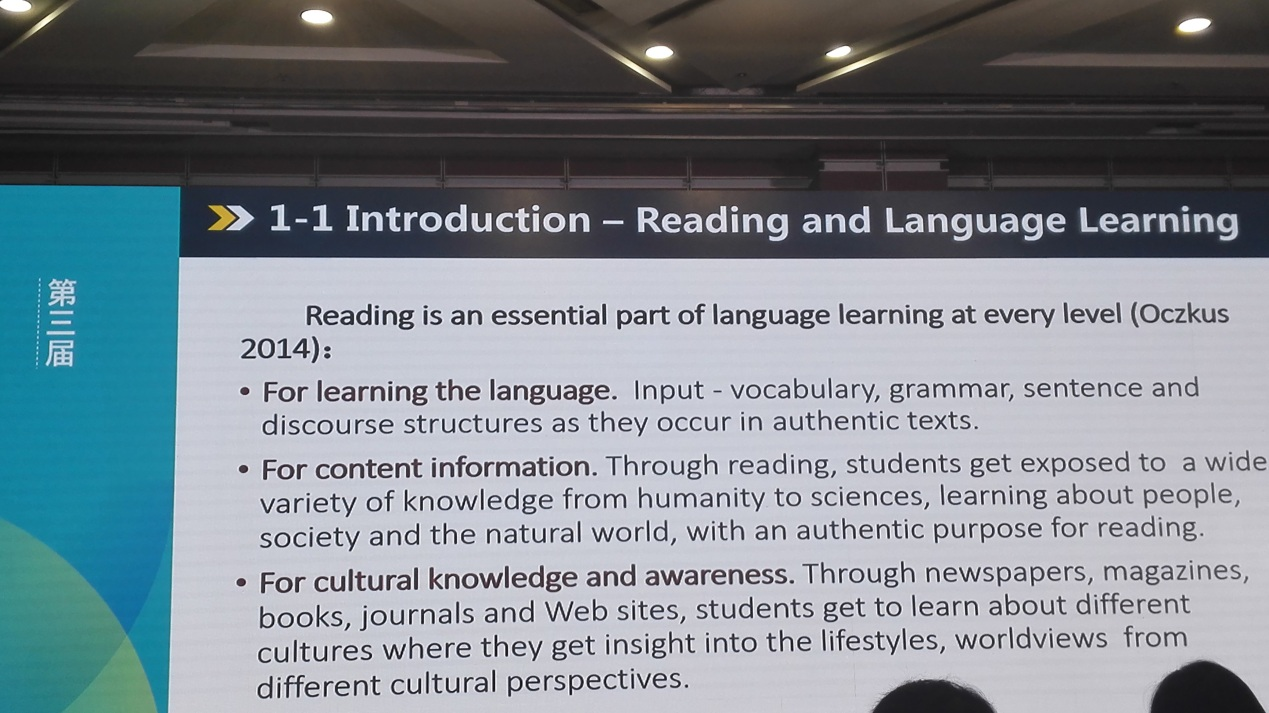 1-1 Introduction – Reading and Language Learning
第三届
Reading is an essential part of language learning at every level (Oczkus
2014):
• For learning the language. Input - vocabulary, grammar, sentence and
discourse structures as they occur in authentic texts.
• For content information. Through reading, students get exposed to a wide
variety of knowledge from humanity to sciences, learning about people,
society and the natural world, with an authentic purpose for reading.
• For cultural knowledge and awareness. Through newspapers, magazines,
books, journals and Web sites, students get to learn about different
cultures where they get insight into the lifestyles, worldviews from
different cultural perspectives.